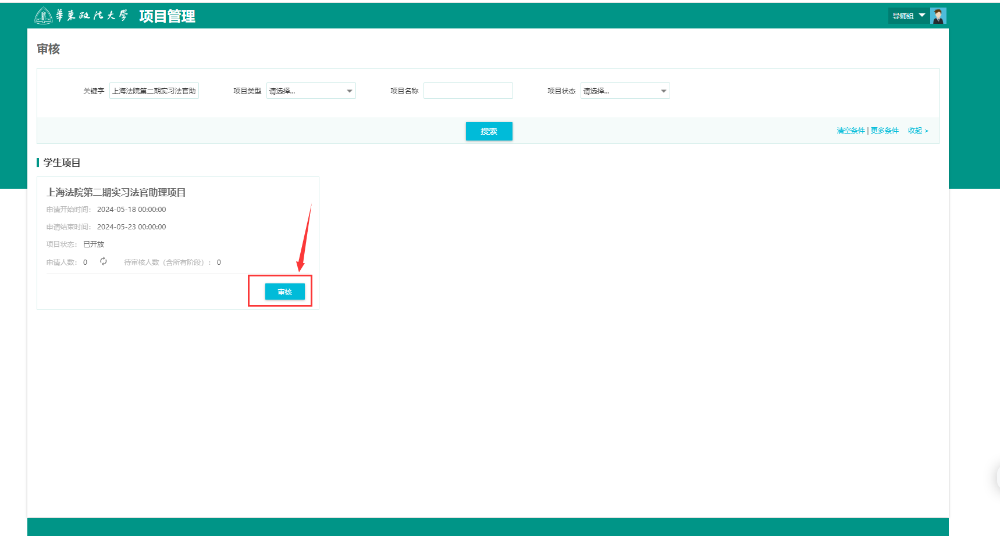 華東政法大學 项目管理
导师组
审核
关键字 上海法院第二期实习法官助 项目类型 请选择... 项目名称 项目状态 请选择...
搜索 清空条件 | 更多条件 收起 >
学生项目
上海法院第二期实习法官助理项目
申请开始时间: 2024-05-18 00:00:00
申请结束时间: 2024-05-23 00:00:00
项目状态: 已开放
申请人数: 0 待审核人数（含所有阶段）: 0
审核